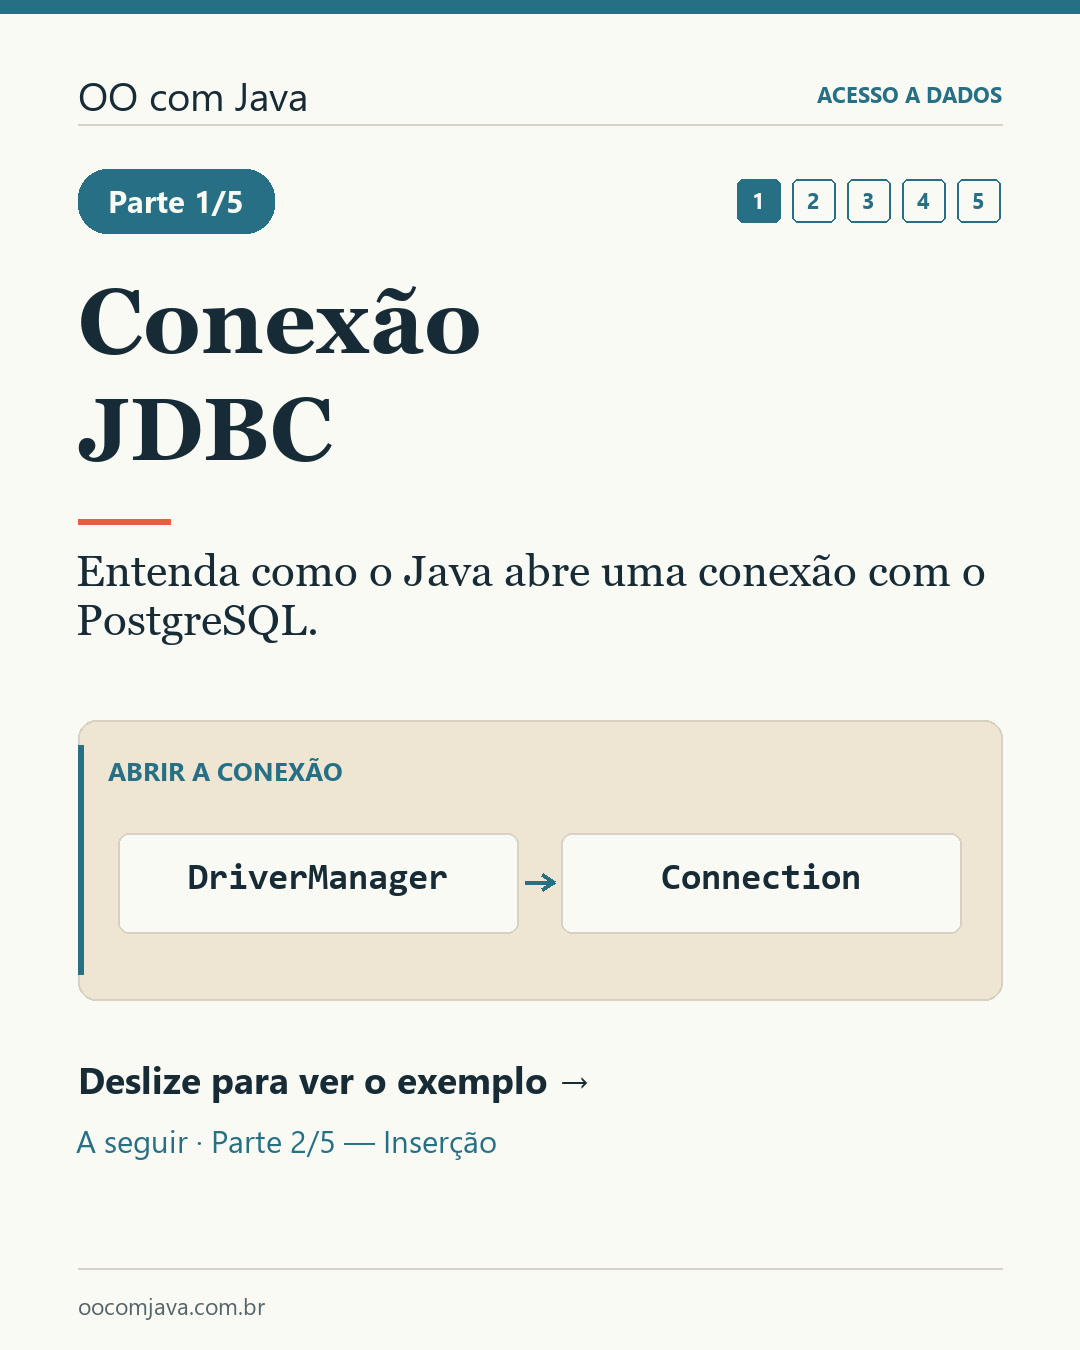 OO com Java
ACESSO A DADOS
Parte 1/5
1 2 3 4 5
Conexão
JDBC
Entenda como o Java abre uma conexão com o
PostgreSQL.
ABRIR A CONEXÃO
DriverManager → Connection
Deslize para ver o exemplo →
A seguir · Parte 2/5 — Inserção
oocomjava.com.br